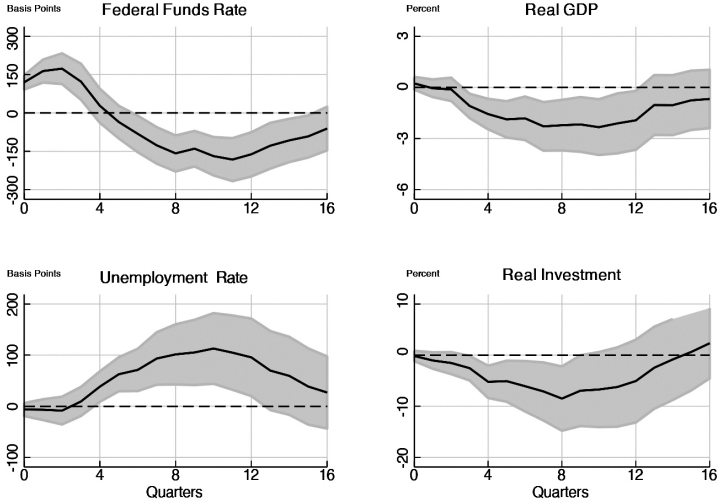 Basis Points
Federal Funds Rate
300
150
0
-150
-300
0 4 8 12 16
Percent
Real GDP
3
0
-3
-6
0 4 8 12 16
Basis Points
Unemployment Rate
200
100
0
-100
0 4 8 12 16
Quarters
Percent
Real Investment
10
0
-10
-20
0 4 8 12 16
Quarters